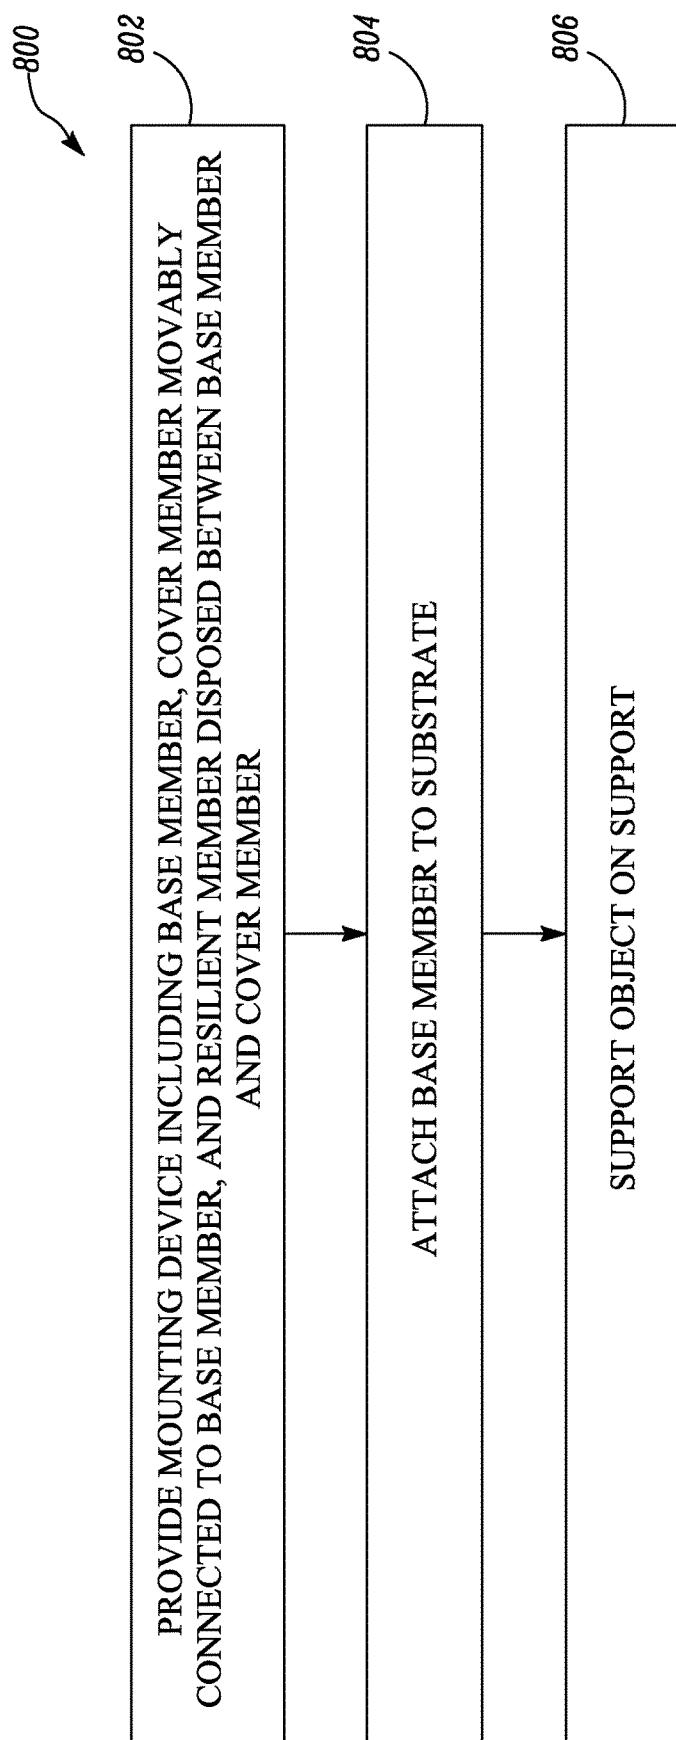 800
802
PROVIDE MOUNTING DEVICE INCLUDING BASE MEMBER, COVER MEMBER MOVABLY
CONNECTED TO BASE MEMBER, AND RESILIENT MEMBER DISPOSED BETWEEN BASE MEMBER
AND COVER MEMBER
804
ATTACH BASE MEMBER TO SUBSTRATE
806
SUPPORT OBJECT ON SUPPORT